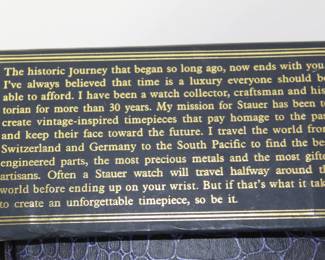 The historic Journey that began so long ago, now ends with you.
I've always believed that time is a luxury everyone should be
able to afford. I have been a watch collector, craftsman and his-
torian for more than 30 years. My mission for Stauer has been to
create vintage-inspired timepieces that pay homage to the past
and keep their face toward the future. I travel the world from
Switzerland and Germany to the South Pacific to find the best
engineered parts, the most precious metals and the most gifted
artisans. Often a Stauer watch will travel halfway around the
world before ending up on your wrist. But if that's what it takes
to create an unforgettable timepiece, so be it.